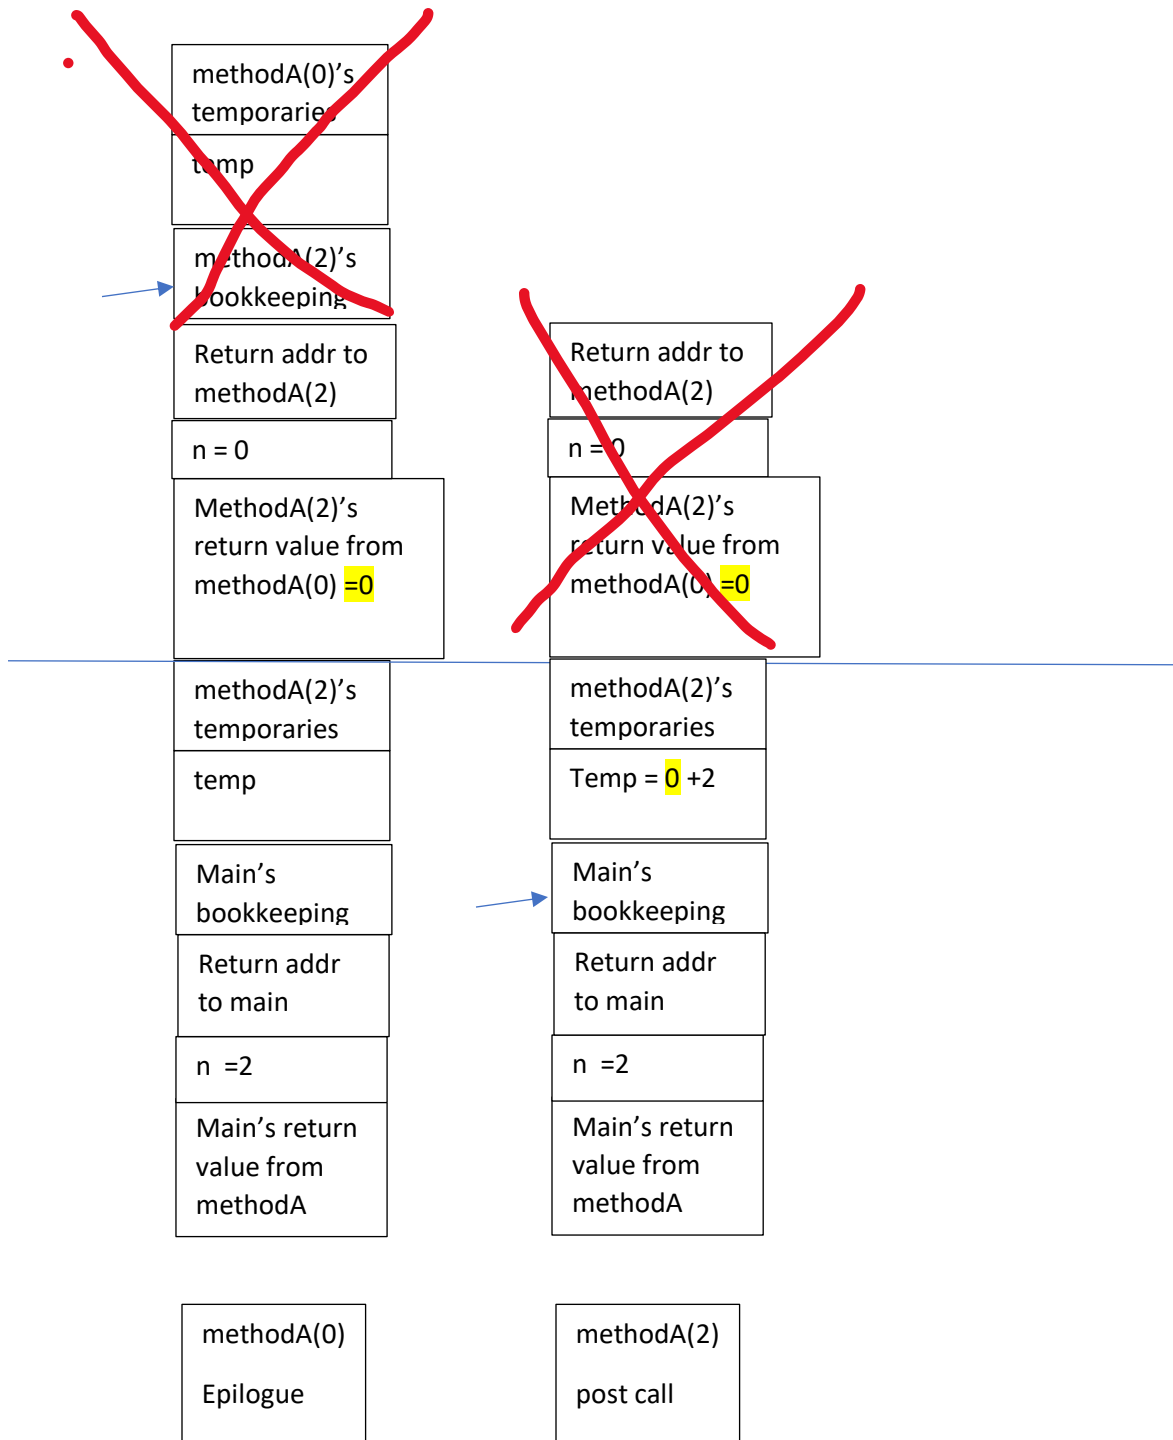 methodA(0)’s
temporaries
temp
methodA(2)’s
bookkeeping
Return addr to
methodA(2)
n = 0
MethodA(2)’s
return value from
methodA(0) =0
methodA(2)’s
temporaries
temp
Main’s
bookkeeping
Return addr
to main
n =2
Main’s return
value from
methodA
methodA(0)
Epilogue
Return addr to
methodA(2)
n = 0
MethodA(2)’s
return value from
methodA(0) =0
methodA(2)’s
temporaries
Temp = 0 +2
Main’s
bookkeeping
Return addr
to main
n =2
Main’s return
value from
methodA
methodA(2)
post call